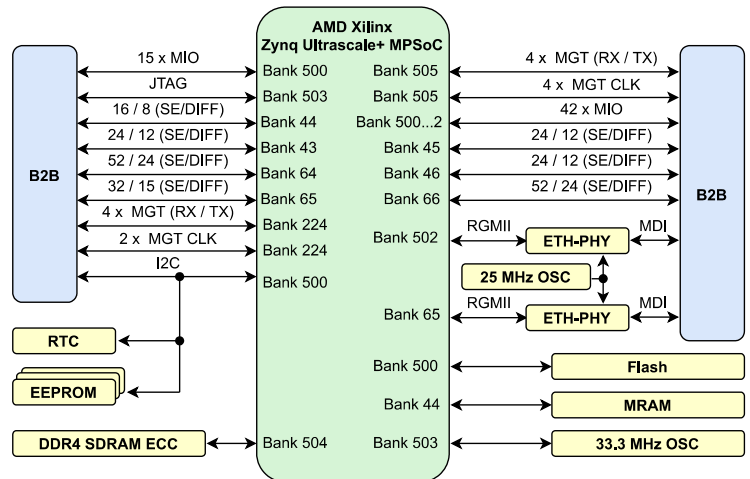 AMD Xilinx
Zynq Ultrascale+ MPSoC
B2B
15 x MIO
Bank 500
JTAG
Bank 503
16 / 8 (SE/DIFF)
Bank 44
24 / 12 (SE/DIFF)
Bank 43
52 / 24 (SE/DIFF)
Bank 64
32 / 15 (SE/DIFF)
Bank 65
4 x MGT (RX / TX)
Bank 224
2 x MGT CLK
Bank 224
I2C
Bank 500
RTC
EEPROM
DDR4 SDRAM ECC
Bank 504
Bank 505
4 x MGT (RX / TX)
Bank 505
4 x MGT CLK
Bank 500...2
42 x MIO
Bank 45
24 / 12 (SE/DIFF)
Bank 46
24 / 12 (SE/DIFF)
Bank 66
52 / 24 (SE/DIFF)
B2B
Bank 502
RGMII
ETH-PHY
MDI
25 MHz OSC
Bank 65
RGMII
ETH-PHY
MDI
Bank 500
Flash
Bank 44
MRAM
Bank 503
33.3 MHz OSC